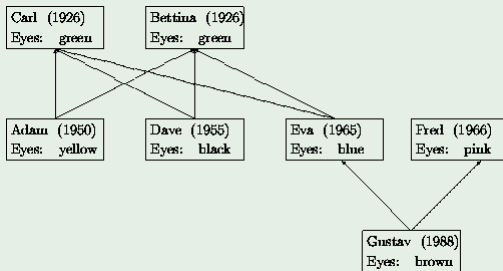 Carl (1926)
Eyes: green
Bettina (1926)
Eyes: green
Adam (1950)
Eyes: yellow
Dave (1955)
Eyes: black
Eva (1965)
Eyes: blue
Fred (1966)
Eyes: pink
Gustav (1988)
Eyes: brown